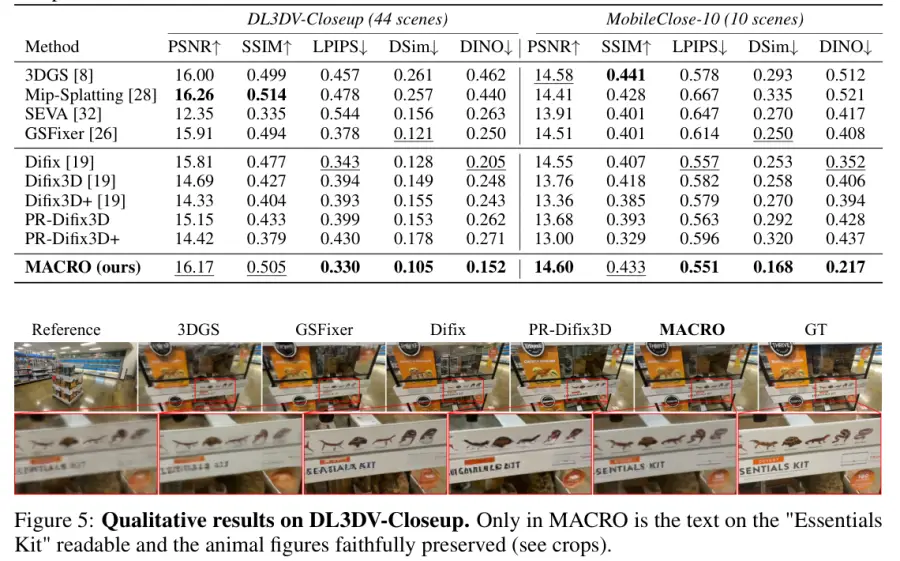 DL3DV-Closeup (44 scenes) MobileClose-10 (10 scenes)
Method PSNR↑ SSIM↑ LPIPS↓ DSim↓ DINO↓ PSNR↑ SSIM↑ LPIPS↓ DSim↓ DINO↓
3DGS [8] 16.00 0.499 0.457 0.261 0.462 14.58 0.441 0.578 0.293 0.512
Mip-Splatting [28] 16.26 0.514 0.478 0.257 0.440 14.41 0.428 0.667 0.335 0.521
SEVA [32] 12.35 0.335 0.544 0.156 0.263 13.91 0.401 0.647 0.270 0.417
GSFixer [26] 15.91 0.494 0.378 0.121 0.250 14.51 0.401 0.614 0.250 0.408
Difix [19] 15.81 0.477 0.343 0.128 0.205 14.55 0.407 0.557 0.253 0.352
Difix3D [19] 14.69 0.427 0.394 0.149 0.248 13.76 0.418 0.582 0.258 0.406
Difix3D+ [19] 14.33 0.404 0.393 0.155 0.243 13.36 0.385 0.579 0.270 0.394
PR-Difix3D 15.15 0.433 0.399 0.153 0.262 13.68 0.393 0.563 0.292 0.428
PR-Difix3D+ 14.42 0.379 0.430 0.178 0.271 13.00 0.329 0.596 0.320 0.437
MACRO (ours) 16.17 0.505 0.330 0.105 0.152 14.60 0.433 0.551 0.168 0.217
Reference 3DGS GSFixer Difix PR-Difix3D MACRO GT
KIT KIT SENTIALS KIT SENTIALS KIT
Figure 5: Qualitative results on DL3DV-Closeup. Only in MACRO is the text on the "Essentials
Kit" readable and the animal figures faithfully preserved (see crops).